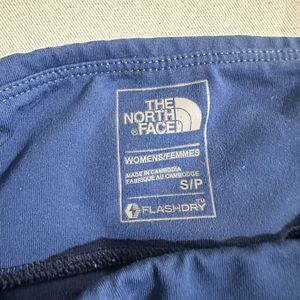 THE
NORTH
FACE®
WOMENS/FEMMES
MADE IN CAMBODIA
FABRIQUÉ AU CAMBODGE
S/P
FLASHDRY™